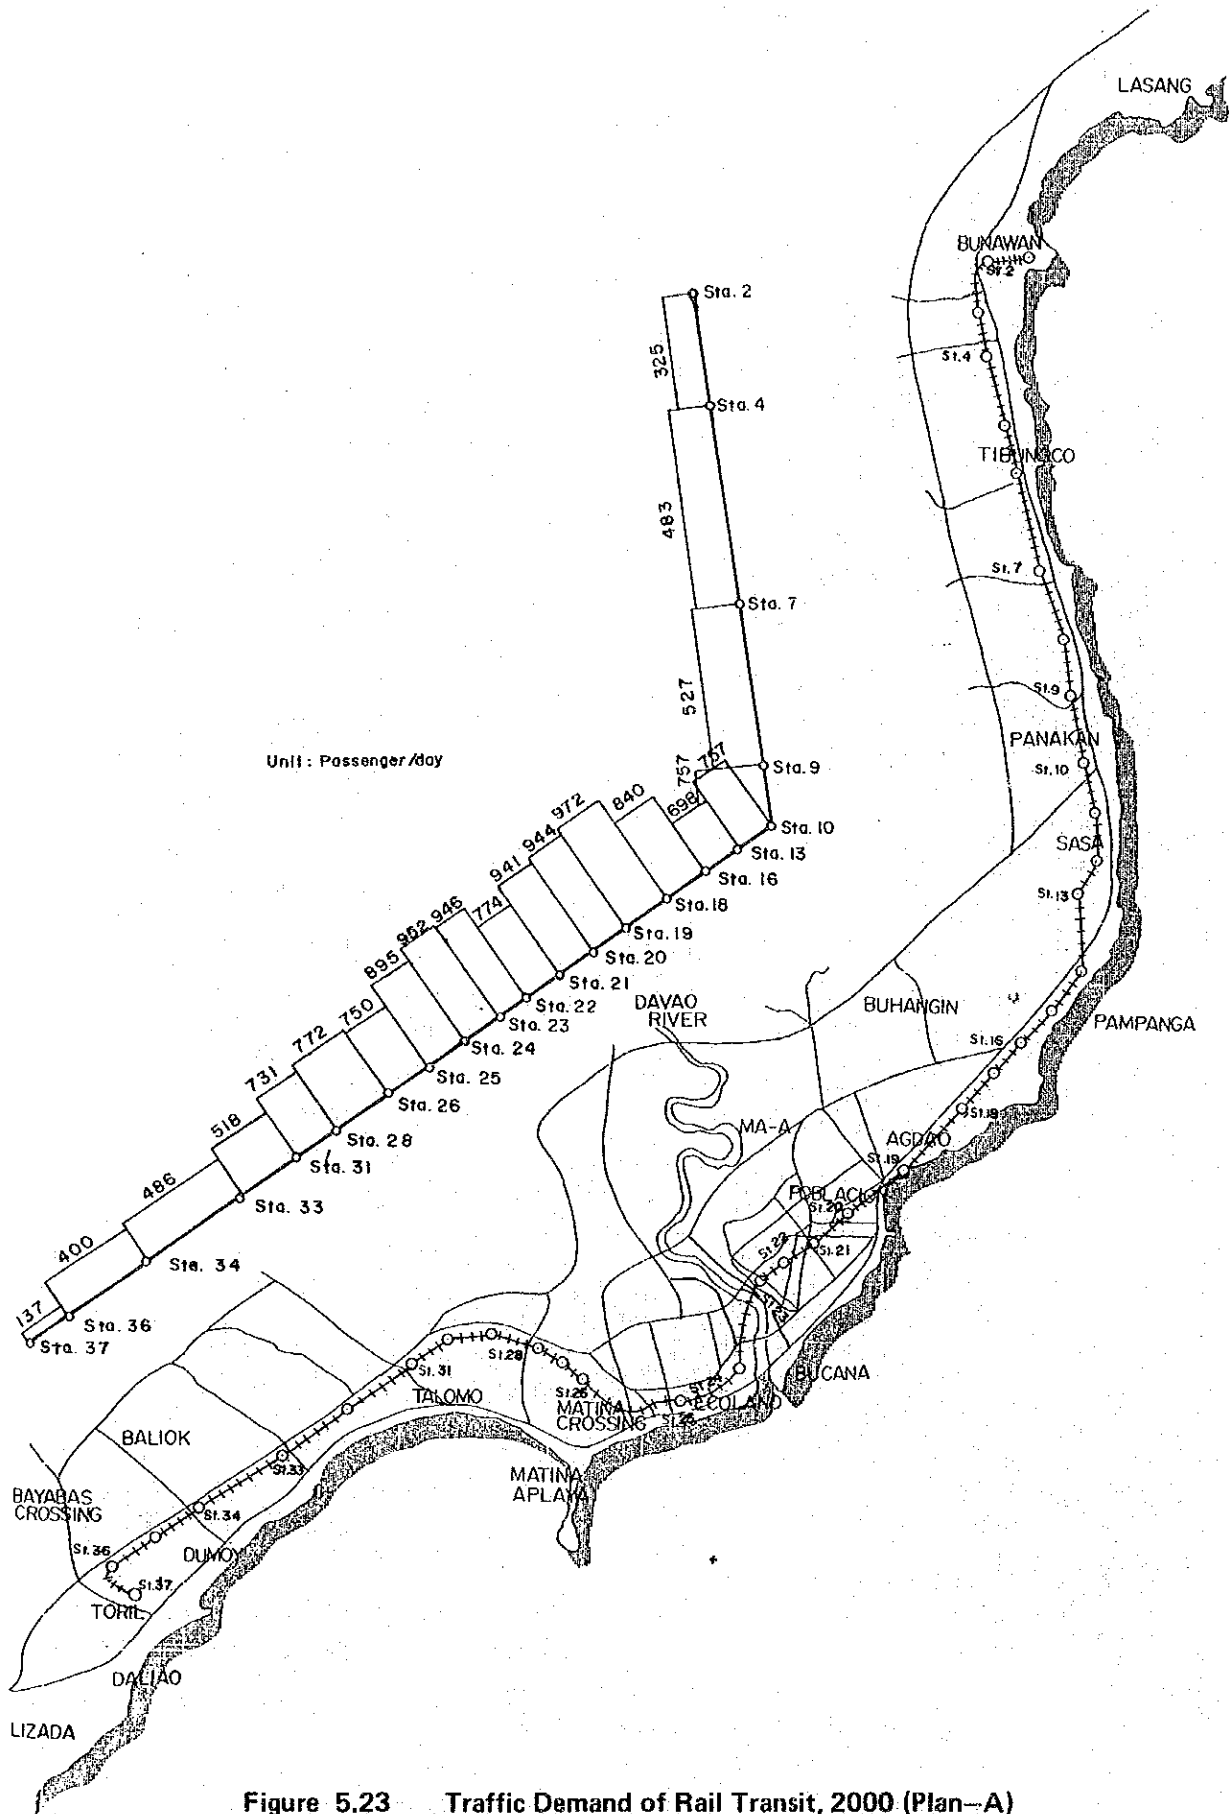 LASANG
BUNAWAN
St.2
St.4
TIBUNGCO
St.7
St.9
PANAKAN
St.10
SASA
St.13
PAMPANGA
BUHANGIN
St.16
St.18
AGDAO
St.19
MA-A
DAVAO
RIVER
POBLACI
St.20
St.21
St.22
BUCANA
ECOLAND
St.25
St.26
MATINA
CROSSING
St.28
MATINA
APLAYA
St.31
TALOMO
St.33
BALIOK
BAYABAS
CROSSING
St.34
DUMOY
St.36
St.37
TORIL
DALIAO
LIZADA
Unit : Passenger/day
Sta. 2
325
Sta. 4
483
Sta. 7
527
Sta. 9
757
757
Sta. 10
698
Sta. 13
840
Sta. 16
972
Sta. 18
944
Sta. 19
941
Sta. 20
774
Sta. 21
946
Sta. 22
952
Sta. 23
895
Sta. 24
750
Sta. 25
772
Sta. 26
731
Sta. 28
518
Sta. 31
486
Sta. 33
400
Sta. 34
137
Sta. 36
Sta. 37
Figure 5.23 Traffic Demand of Rail Transit, 2000 (Plan-A)